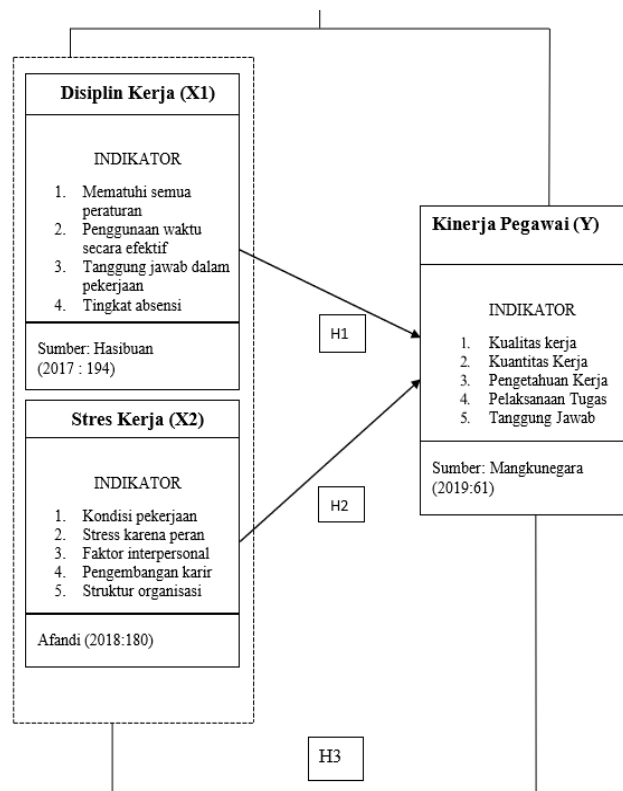 Disiplin Kerja (X1)
INDIKATOR
1. Mematuhi semua
peraturan
2. Penggunaan waktu
secara efektif
3. Tanggung jawab dalam
pekerjaan
4. Tingkat absensi
Sumber: Hasibuan
(2017 : 194)
Stres Kerja (X2)
INDIKATOR
1. Kondisi pekerjaan
2. Stress karena peran
3. Faktor interpersonal
4. Pengembangan karir
5. Struktur organisasi
Afandi (2018:180)
H1
H2
Kinerja Pegawai (Y)
INDIKATOR
1. Kualitas kerja
2. Kuantitas Kerja
3. Pengetahuan Kerja
4. Pelaksanaan Tugas
5. Tanggung Jawab
Sumber: Mangkunegara
(2019:61)
H3